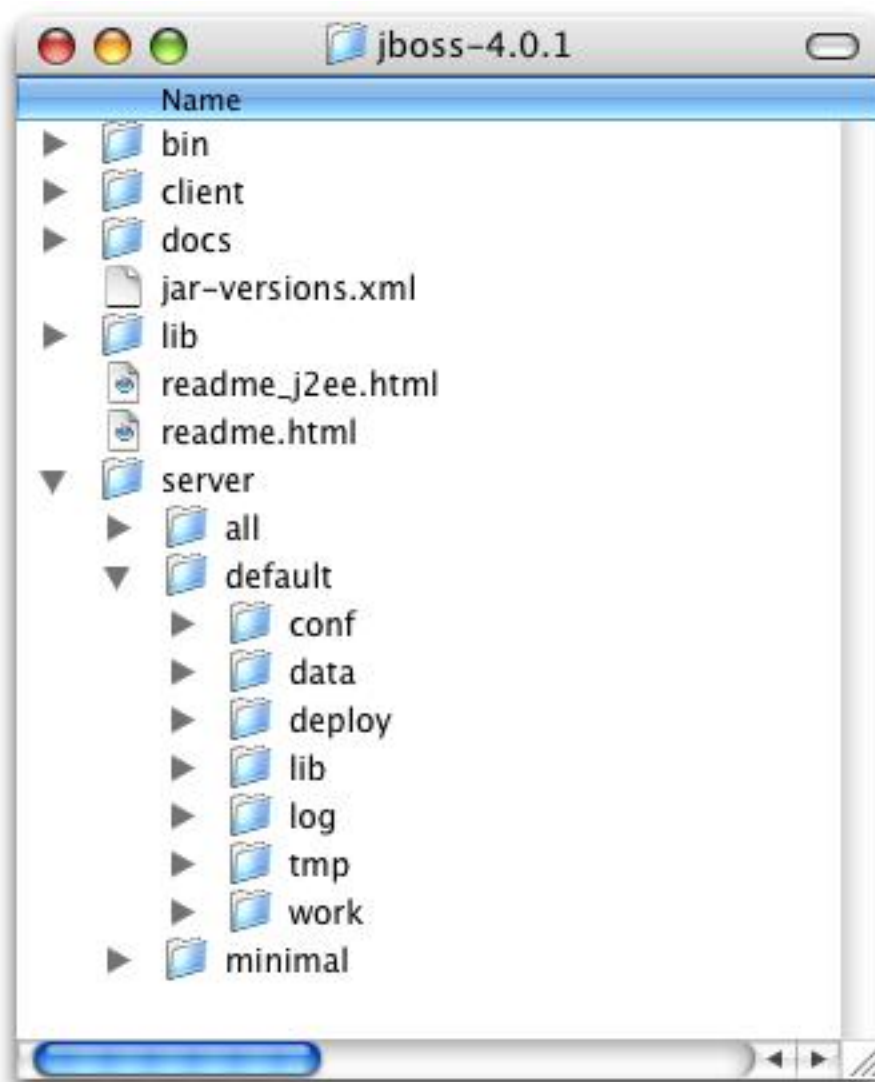 jboss-4.0.1
Name
bin
client
docs
jar-versions.xml
lib
readme_j2ee.html
readme.html
server
all
default
conf
data
deploy
lib
log
tmp
work
minimal